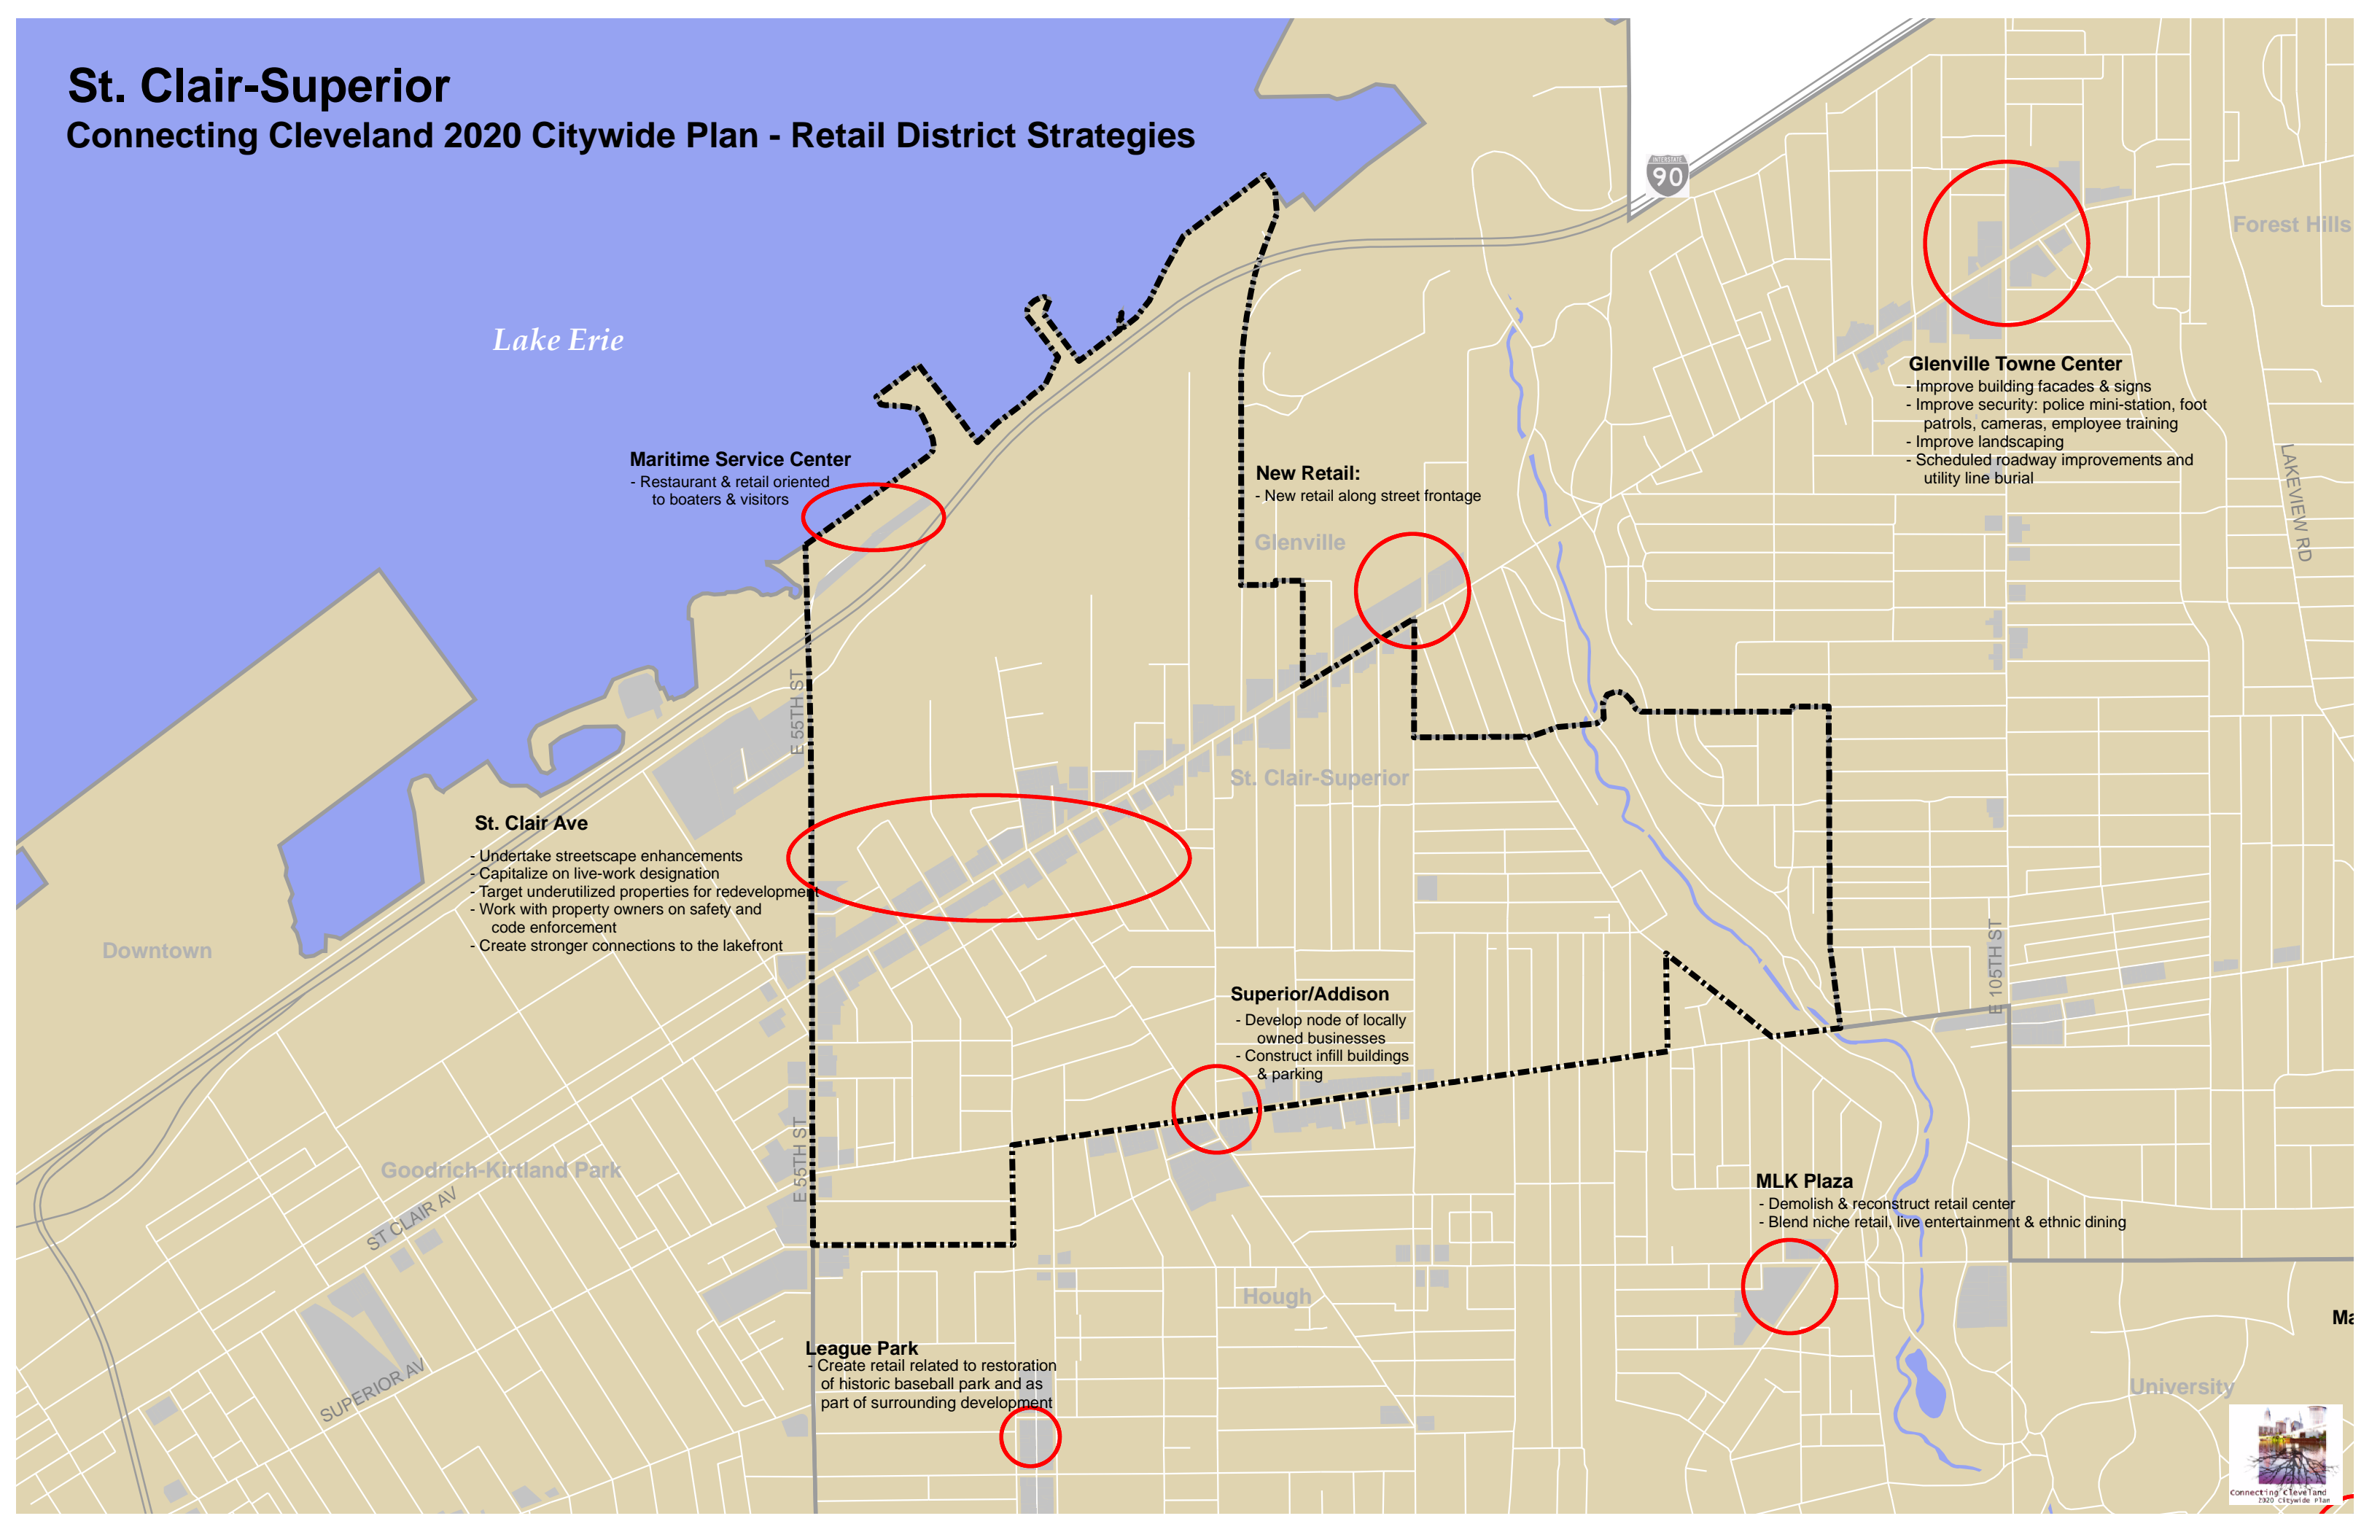 St. Clair-Superior
Connecting Cleveland 2020 Citywide Plan - Retail District Strategies
INTERSTATE
90
Forest Hills
Lake Erie
Glenville Towne Center
- Improve building facades & signs
- Improve security: police mini-station, foot
patrols, cameras, employee training
- Improve landscaping
- Scheduled roadway improvements and
utility line burial
LAKEVIEW RD
Maritime Service Center
- Restaurant & retail oriented
to boaters & visitors
New Retail:
- New retail along street frontage
Glenville
E 55TH ST
St. Clair-Superior
St. Clair Ave
- Undertake streetscape enhancements
- Capitalize on live-work designation
- Target underutilized properties for redevelopment
- Work with property owners on safety and
code enforcement
- Create stronger connections to the lakefront
Downtown
E 105TH ST
Superior/Addison
- Develop node of locally
owned businesses
- Construct infill buildings
& parking
E 55TH ST
Goodrich-Kirtland Park
ST CLAIR AV
MLK Plaza
- Demolish & reconstruct retail center
- Blend niche retail, live entertainment & ethnic dining
Hough
Ma
League Park
- Create retail related to restoration
of historic baseball park and as
part of surrounding development
SUPERIOR AV
University
Connecting Cleveland
2020 Citywide Plan